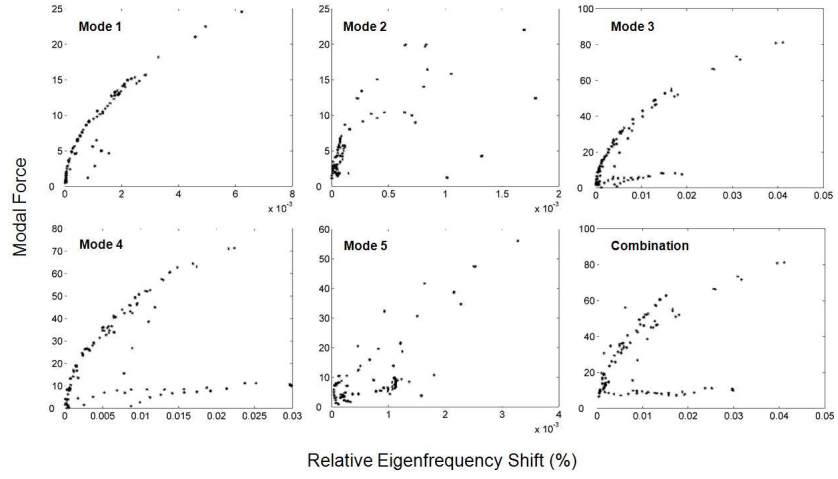 Modal Force
Mode 1
25
20
15
10
5
0
0 2 4 6 8
x 10⁻³
Mode 2
25
20
15
10
5
0
0 0.5 1 1.5 2
x 10⁻³
Mode 3
100
80
60
40
20
0
0 0.01 0.02 0.03 0.04 0.05
Mode 4
80
70
60
50
40
30
20
10
0
0 0.005 0.01 0.015 0.02 0.025 0.03
Mode 5
60
50
40
30
20
10
0
0 1 2 3 4
x 10⁻³
Combination
100
80
60
40
20
0
0 0.01 0.02 0.03 0.04 0.05
Relative Eigenfrequency Shift (%)